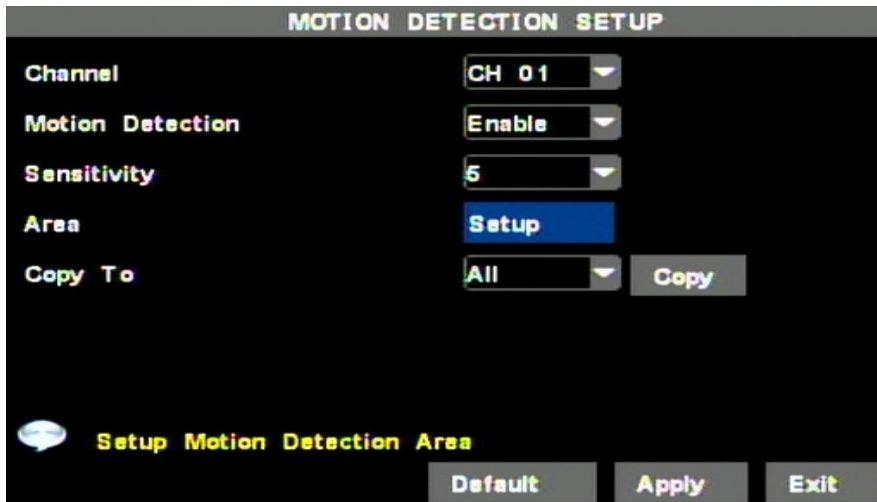 MOTION DETECTION SETUP
Channel CH 01
Motion Detection Enable
Sensitivity 5
Area Setup
Copy To All Copy
Setup Motion Detection Area
Default Apply Exit